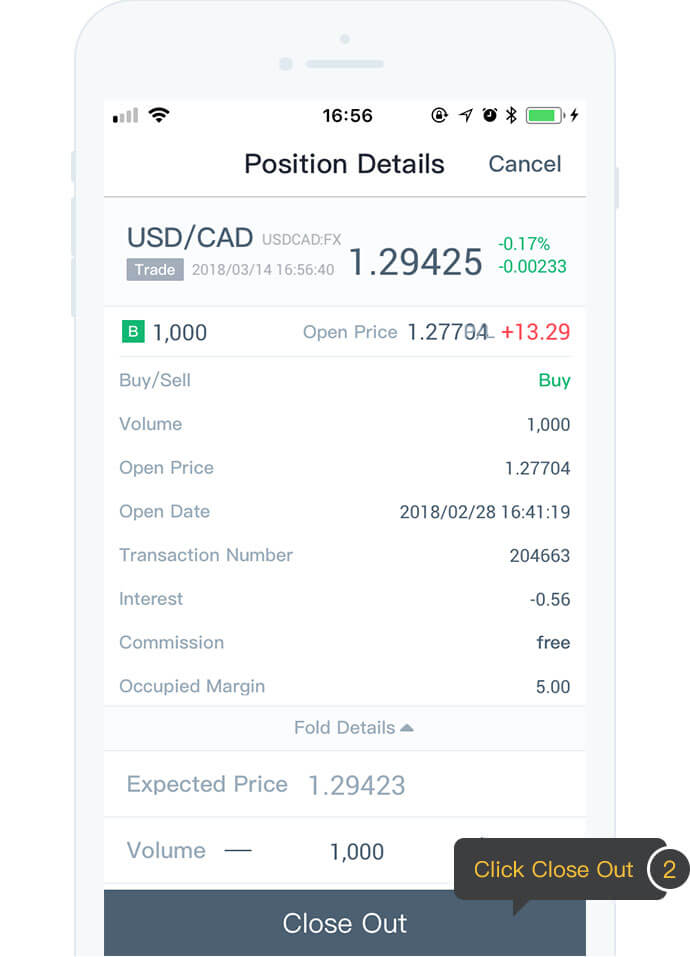 16:56
Position Details Cancel
USD/CAD USDCAD:FX 1.29425 -0.17%
Trade 2018/03/14 16:56:40 -0.00233
B 1,000 Open Price 1.27704 P/L +13.29
Buy/Sell Buy
Volume 1,000
Open Price 1.27704
Open Date 2018/02/28 16:41:19
Transaction Number 204663
Interest -0.56
Commission free
Occupied Margin 5.00
Fold Details
Expected Price 1.29423
Volume — 1,000
Click Close Out 2
Close Out